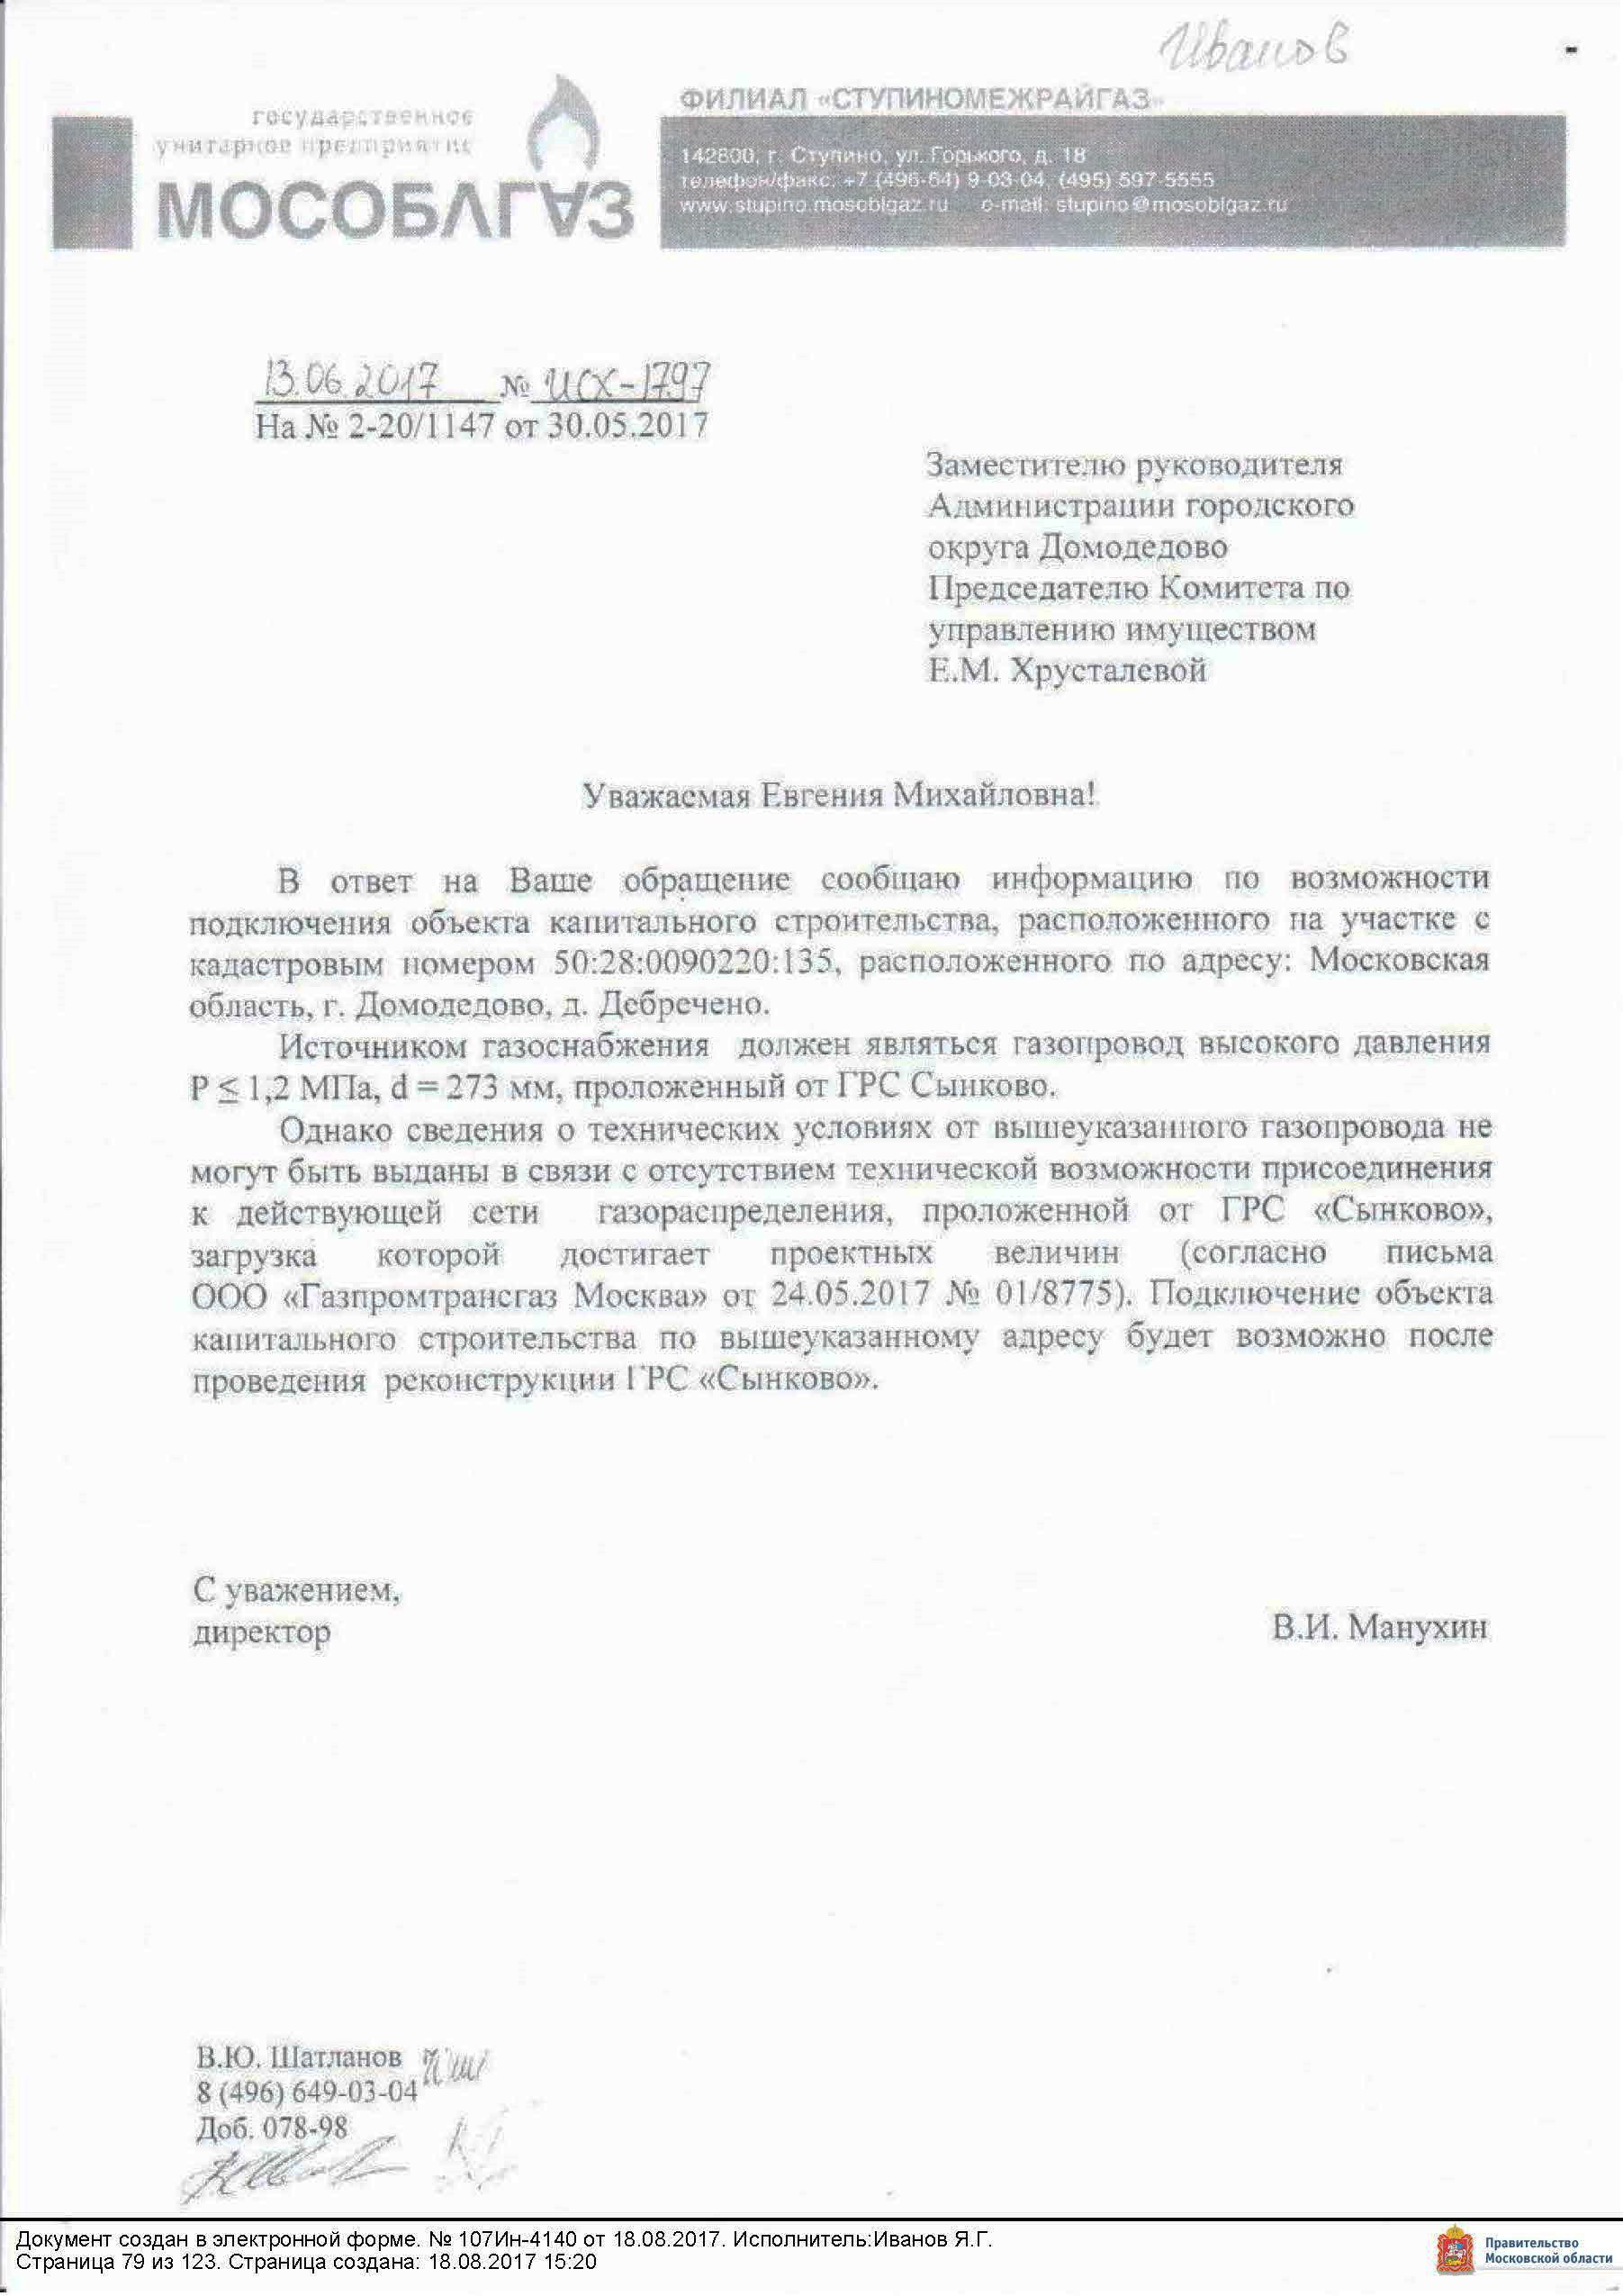 Иванов
государственное
унитарное предприятие
МОСОБЛГАЗ
ФИЛИАЛ «СТУПИНОМЕЖРАЙГАЗ»
142800, г. Ступино, ул. Горького, д. 18
телефон/факс: +7 (496-64) 9-03-04, (495) 597-5555
www.stupino.mosoblgaz.ru e-mail: stupino@mosoblgaz.ru
13.06.2017 № исх-1797
На № 2-20/1147 от 30.05.2017
Заместителю руководителя
Администрации городского
округа Домодедово
Председателю Комитета по
управлению имуществом
Е.М. Хрусталевой
Уважаемая Евгения Михайловна!
В ответ на Ваше обращение сообщаю информацию по возможности
подключения объекта капитального строительства, расположенного на участке с
кадастровым номером 50:28:0090220:135, расположенного по адресу: Московская
область, г. Домодедово, д. Дебречено.
Источником газоснабжения должен являться газопровод высокого давления
P ≤ 1,2 МПа, d = 273 мм, проложенный от ГРС Сынково.
Однако сведения о технических условиях от вышеуказанного газопровода не
могут быть выданы в связи с отсутствием технической возможности присоединения
к действующей сети газораспределения, проложенной от ГРС «Сынково»,
загрузка которой достигает проектных величин (согласно письма
ООО «Газпромтрансгаз Москва» от 24.05.2017 № 01/8775). Подключение объекта
капитального строительства по вышеуказанному адресу будет возможно после
проведения реконструкции ГРС «Сынково».
С уважением,
директор
В.И. Манухин
В.Ю. Шатланов
8 (496) 649-03-04
Доб. 078-98
Документ создан в электронной форме. № 107Ин-4140 от 18.08.2017. Исполнитель:Иванов Я.Г.
Страница 79 из 123. Страница создана: 18.08.2017 15:20
Правительство
Московской области